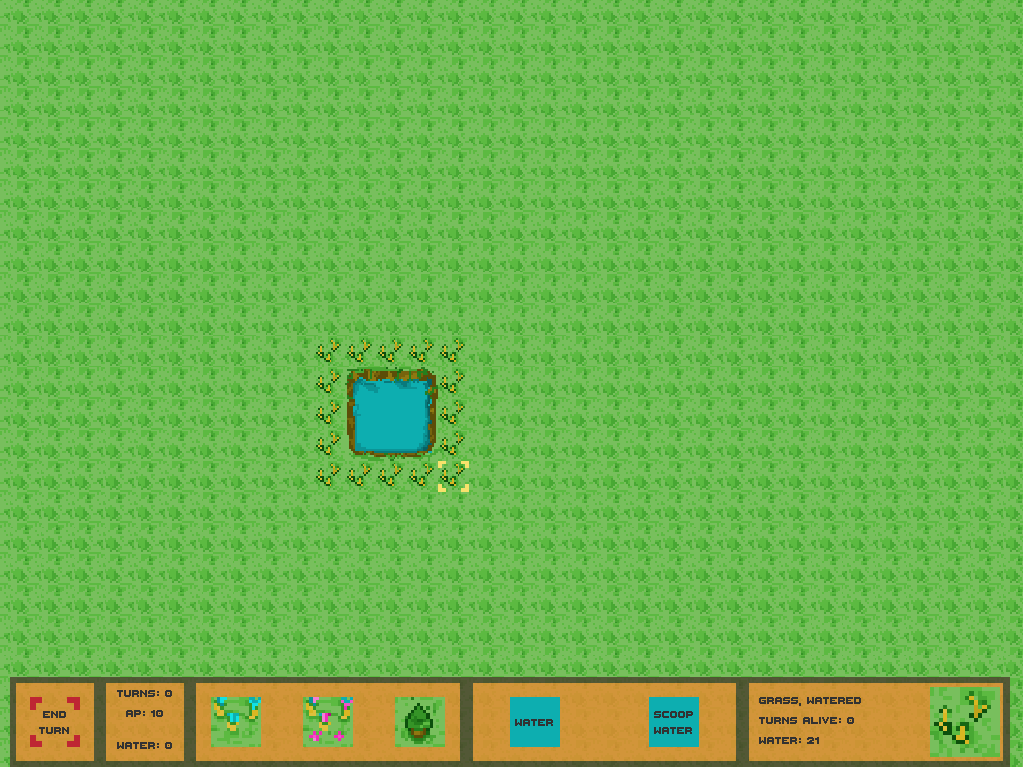 END
TURN
TURNS: 0
AP: 10
WATER: 0
WATER
SCOOP
WATER
GRASS, WATERED
TURNS ALIVE: 0
WATER: 21